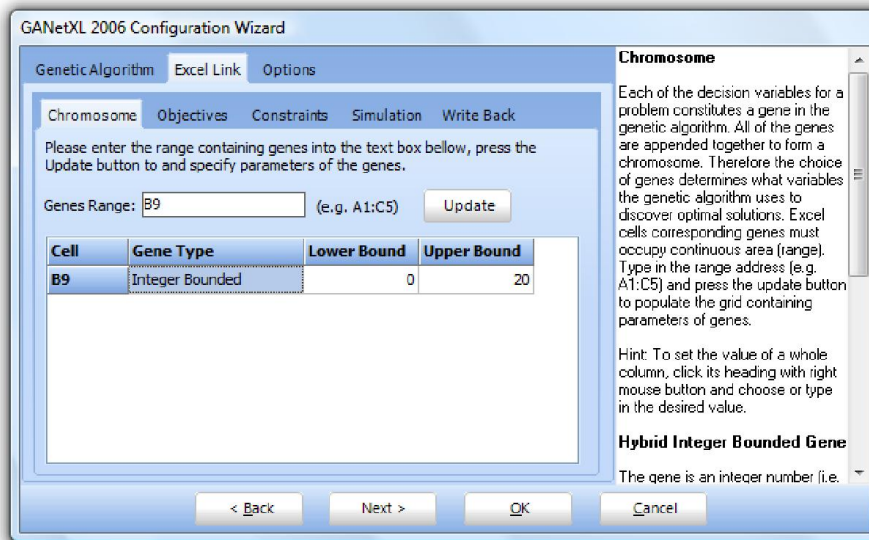 GANetXL 2006 Configuration Wizard
Genetic Algorithm Excel Link Options
Chromosome Objectives Constraints Simulation Write Back
Please enter the range containing genes into the text box bellow, press the
Update button to and specify parameters of the genes.
Genes Range: B9 (e.g. A1:C5) Update
Cell Gene Type Lower Bound Upper Bound
B9 Integer Bounded 0 20
Chromosome
Each of the decision variables for a
problem constitutes a gene in the
genetic algorithm. All of the genes
are appended together to form a
chromosome. Therefore the choice
of genes determines what variables
the genetic algorithm uses to
discover optimal solutions. Excel
cells corresponding genes must
occupy continuous area (range).
Type in the range address (e.g.
A1:C5) and press the update button
to populate the grid containing
parameters of genes.
Hint: To set the value of a whole
column, click its heading with right
mouse button and choose or type
in the desired value.
Hybrid Integer Bounded Gene
The gene is an integer number (i.e.
< Back Next > OK Cancel